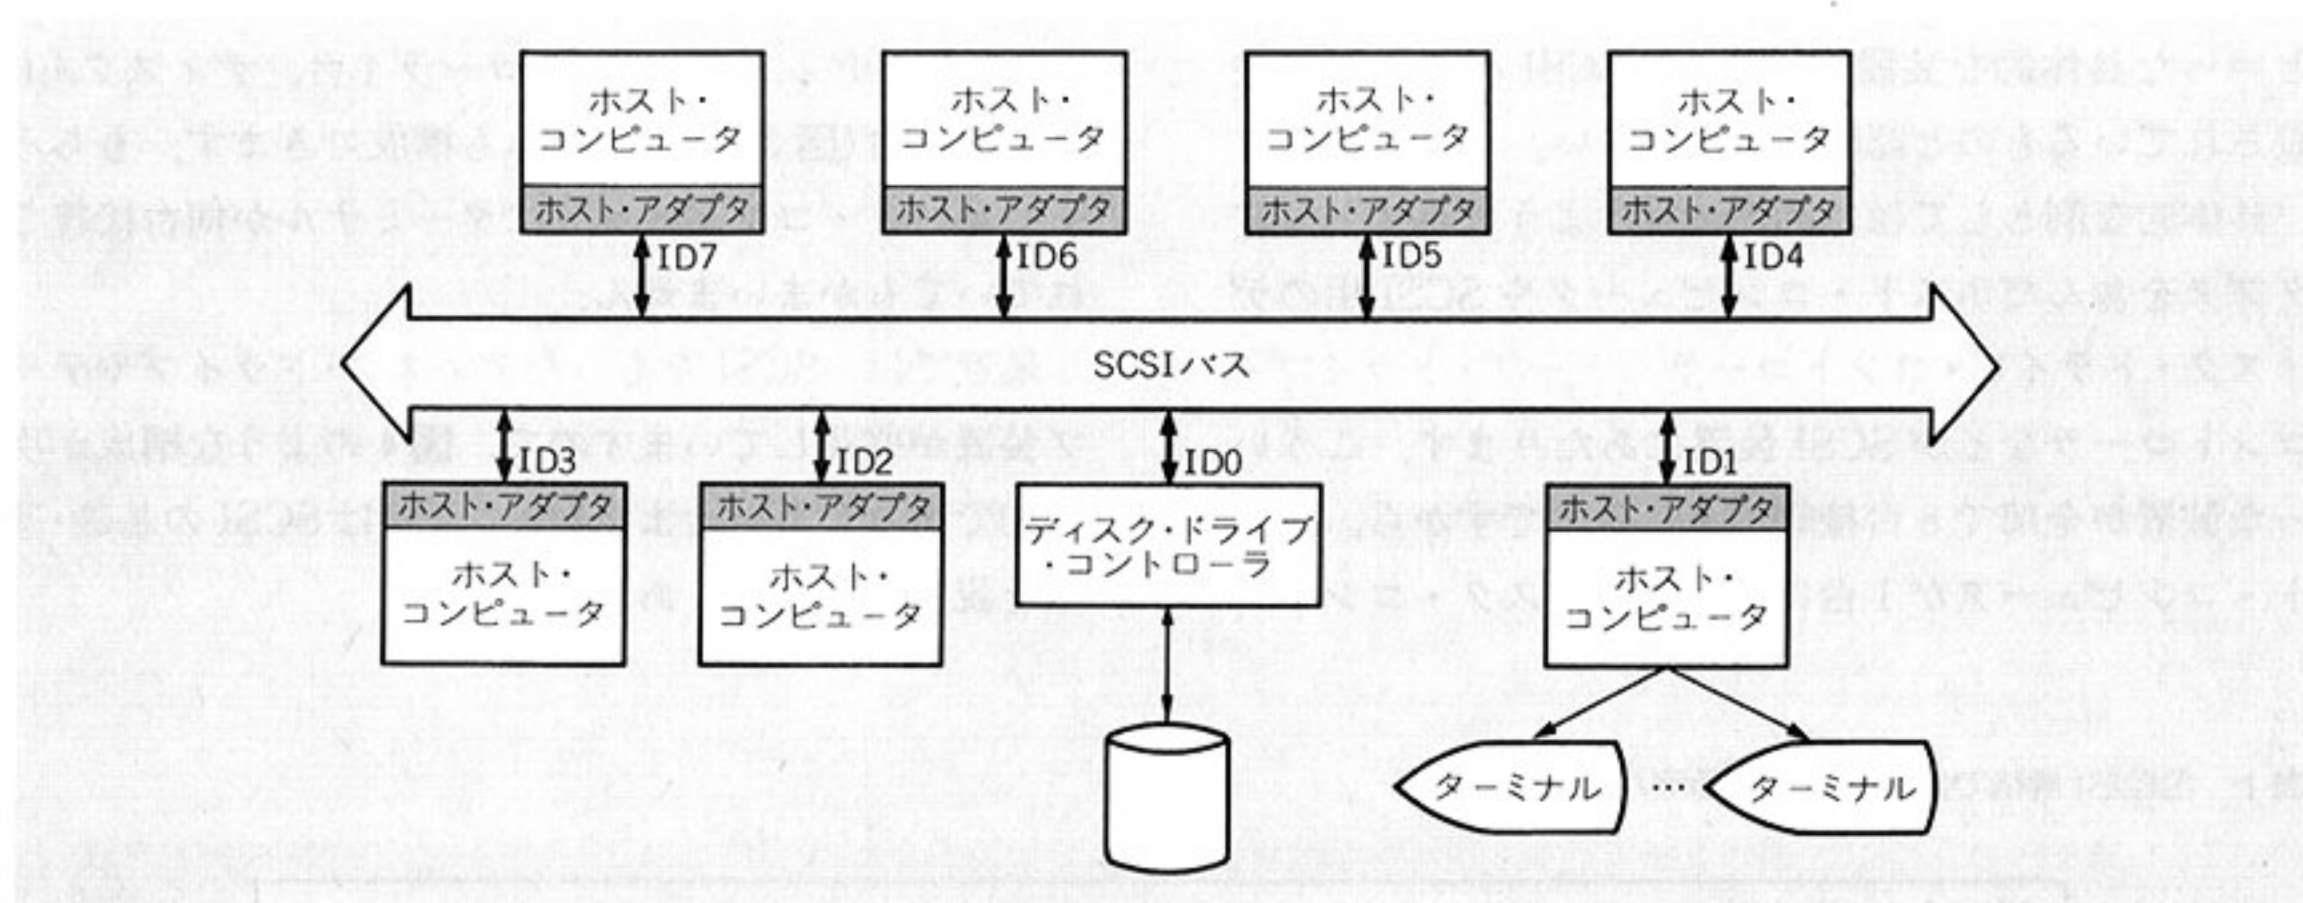 ホスト・
コンピュータ
ホスト・アダプタ
ID7
ホスト・
コンピュータ
ホスト・アダプタ
ID6
ホスト・
コンピュータ
ホスト・アダプタ
ID5
ホスト・
コンピュータ
ホスト・アダプタ
ID4
SCSIバス
ID3
ホスト・アダプタ
ホスト・
コンピュータ
ID2
ホスト・アダプタ
ホスト・
コンピュータ
ID0
ディスク・ドライブ
・コントローラ
ID1
ホスト・アダプタ
ホスト・
コンピュータ
ターミナル
…
ターミナル